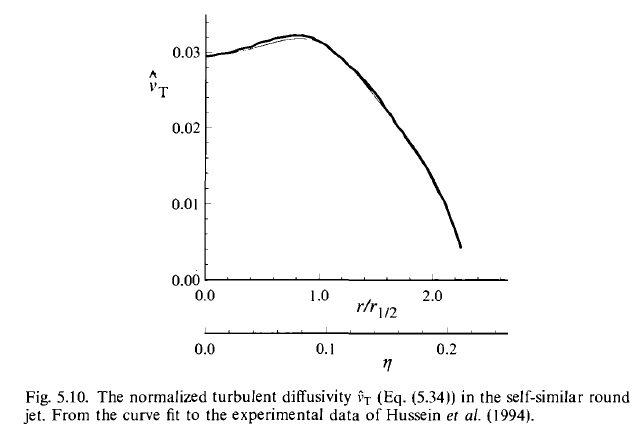 0.03
ν̂T
0.02
0.01
0.00
0.0 1.0 2.0
r/r1/2
0.0 0.1 0.2
η
Fig. 5.10. The normalized turbulent diffusivity ν̂T (Eq. (5.34)) in the self-similar round
jet. From the curve fit to the experimental data of Hussein et al. (1994).